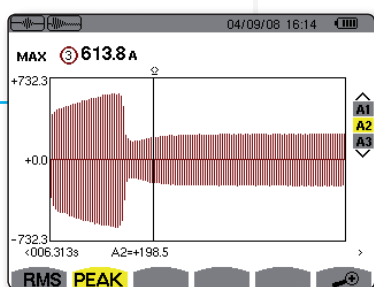 04/09/08 16:14
MAX ③ 613.8 A
+732.3
A1
A2
A3
+0.0
-732.3
<006.313s A2=+198.5 >
RMS PEAK